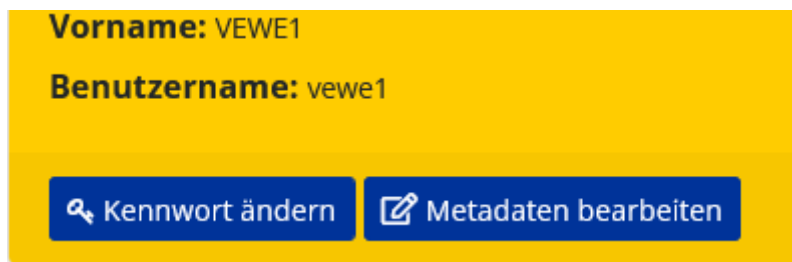 Vorname: VEWE1
Benutzername: vewe1
Kennwort ändern Metadaten bearbeiten